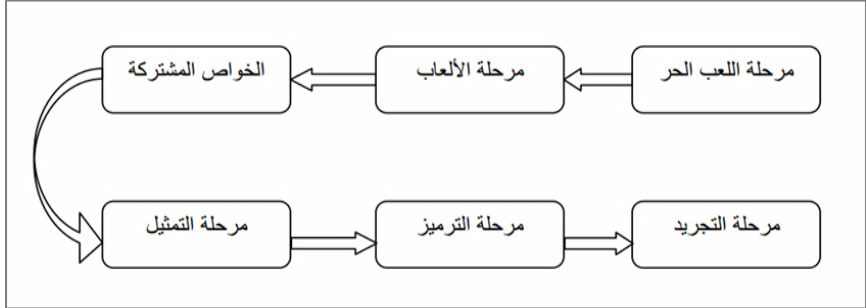 مرحلة اللعب الحر
مرحلة الألعاب
الخواص المشتركة
مرحلة التمثيل
مرحلة الترميز
مرحلة التجريد